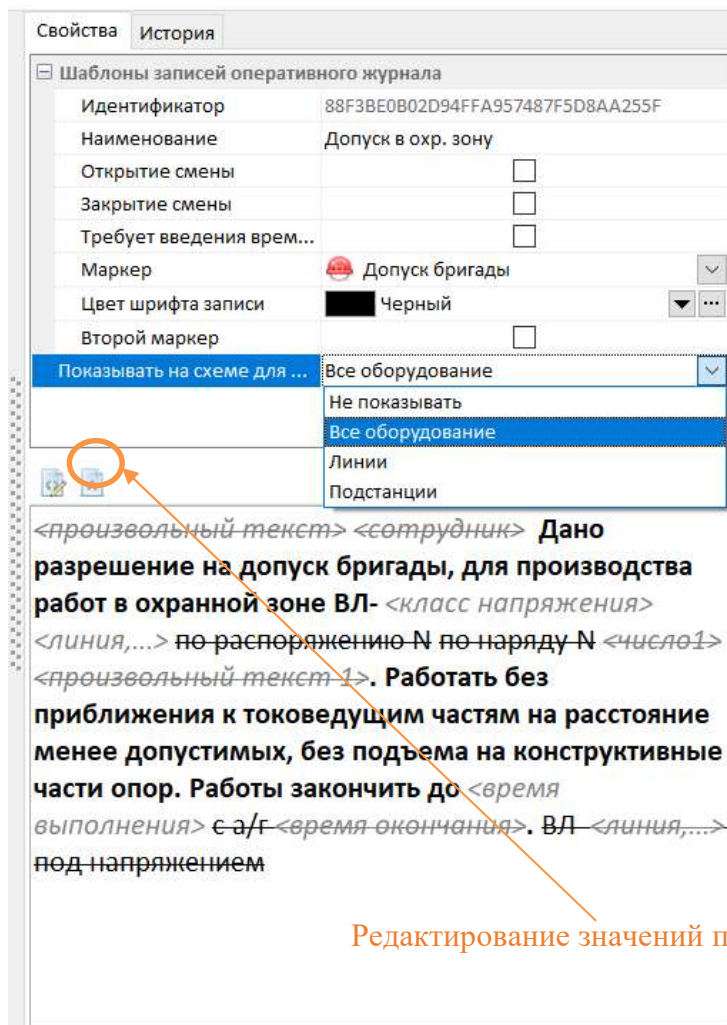 Свойства История
Шаблоны записей оперативного журнала
Идентификатор 88F3BE0B02D94FFA957487F5D8AA255F
Наименование Допуск в охр. зону
Открытие смены
Закрытие смены
Требует введения врем...
Маркер Допуск бригады
Цвет шрифта записи Черный
Второй маркер
Показывать на схеме для ... Все оборудование
Не показывать
Все оборудование
Линии
Подстанции
<произвольный текст> <сотрудник> Дано
разрешение на допуск бригады, для производства
работ в охранной зоне ВЛ- <класс напряжения>
<линия,...> по распоряжению N по наряду N <число1>
<произвольный текст 1>. Работать без
приближения к токоведущим частям на расстояние
менее допустимых, без подъема на конструктивные
части опор. Работы закончить до <время
выполнения> с а/г <время окончания>. ВЛ <линия,...>
под напряжением
Редактирование значений п